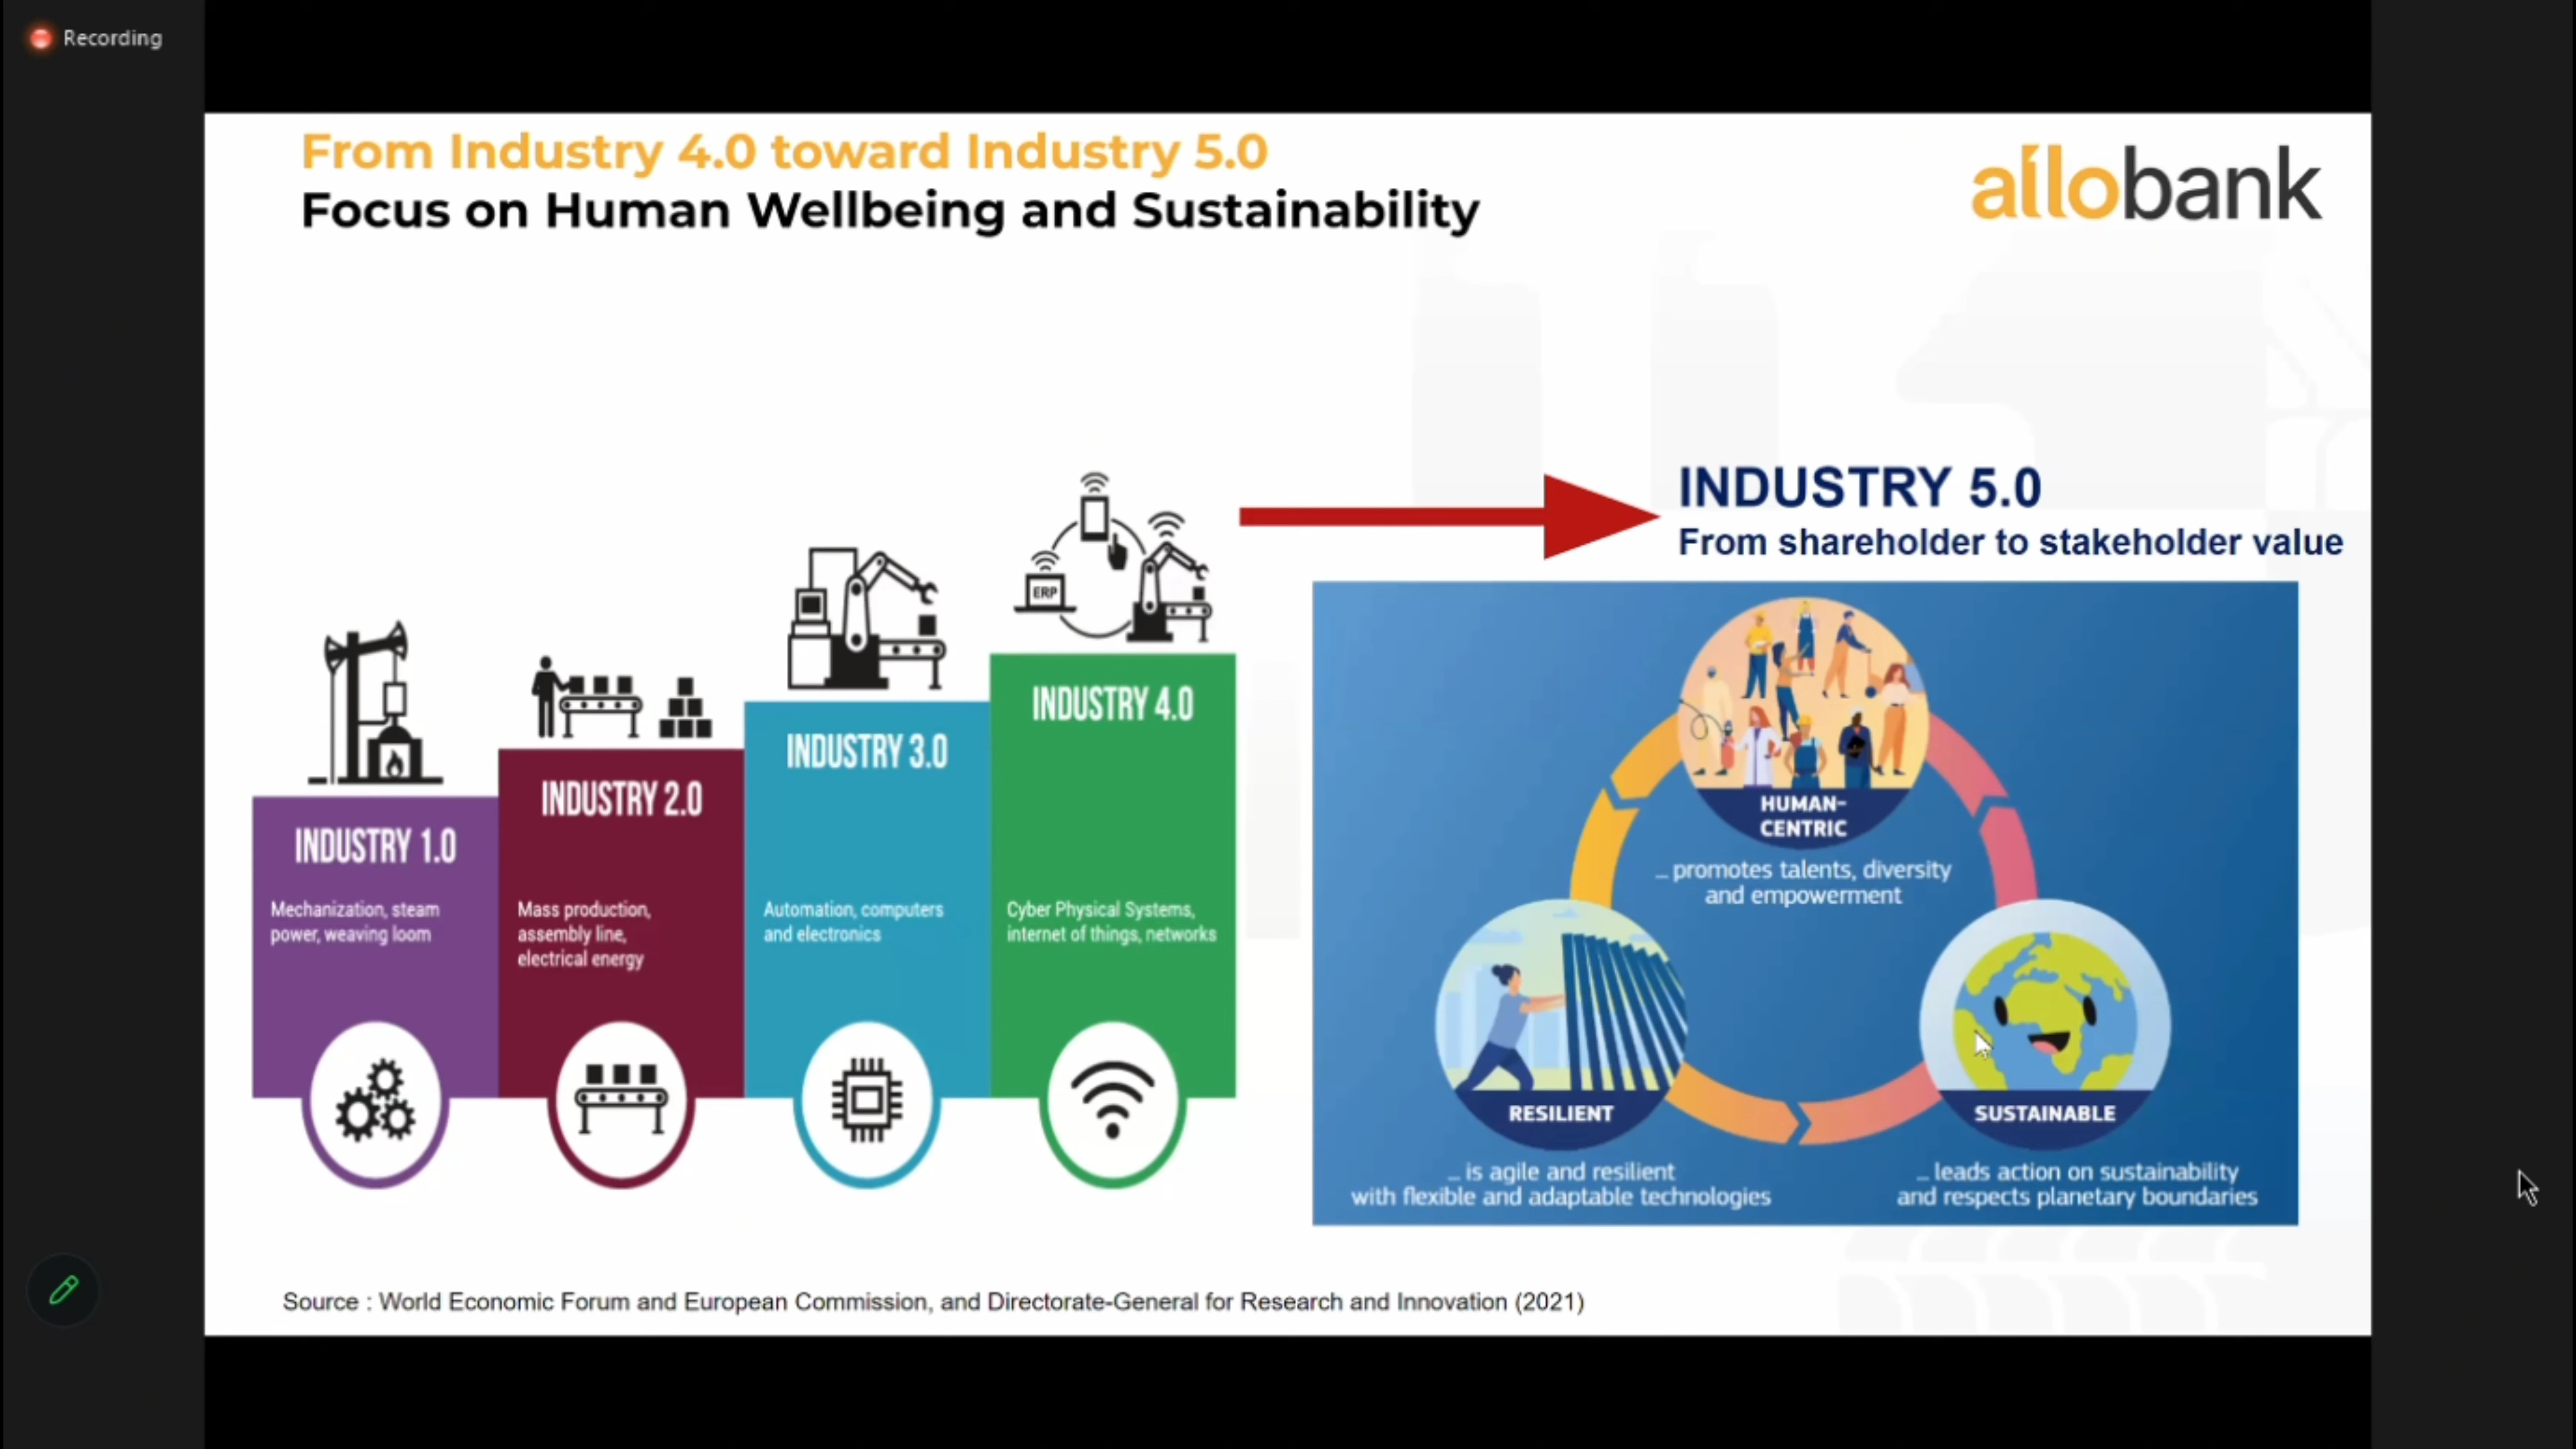 Recording
From Industry 4.0 toward Industry 5.0
Focus on Human Wellbeing and Sustainability
allobank
INDUSTRY 5.0
From shareholder to stakeholder value
ERP
INDUSTRY 1.0
Mechanization, steam
power, weaving loom
INDUSTRY 2.0
Mass production,
assembly line,
electrical energy
INDUSTRY 3.0
Automation, computers
and electronics
INDUSTRY 4.0
Cyber Physical Systems,
internet of things, networks
HUMAN-
CENTRIC
... promotes talents, diversity
and empowerment
RESILIENT
... is agile and resilient
with flexible and adaptable technologies
SUSTAINABLE
... leads action on sustainability
and respects planetary boundaries
Source : World Economic Forum and European Commission, and Directorate-General for Research and Innovation (2021)